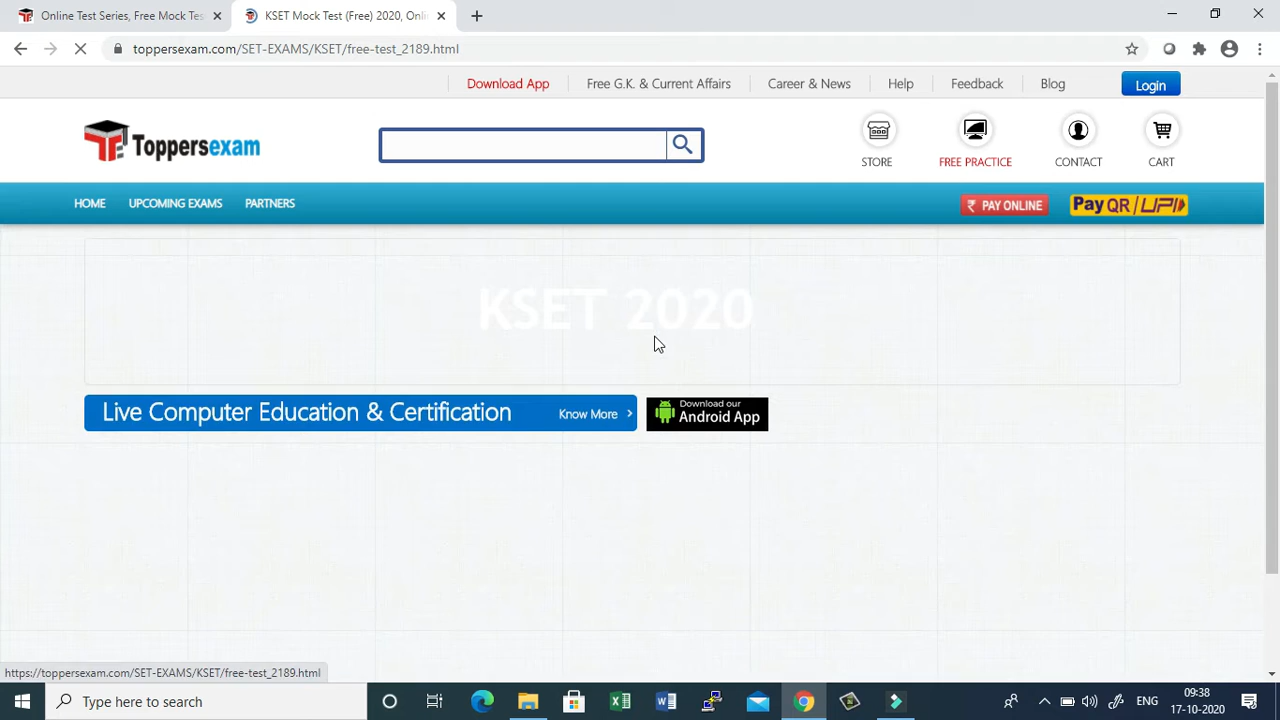 Online Test Series, Free Mock Tes
KSET Mock Test (Free) 2020, Onli
toppersexam.com/SET-EXAMS/KSET/free-test_2189.html
Download App
Free G.K. & Current Affairs
Career & News
Help
Feedback
Blog
Login
Toppersexam
STORE
FREE PRACTICE
CONTACT
CART
HOME
UPCOMING EXAMS
PARTNERS
₹ PAY ONLINE
Pay QR/UPI
KSET 2020
Live Computer Education & Certification
Know More
Download our
Android App
https://toppersexam.com/SET-EXAMS/KSET/free-test_2189.html
Type here to search
ENG
09:38
17-10-2020